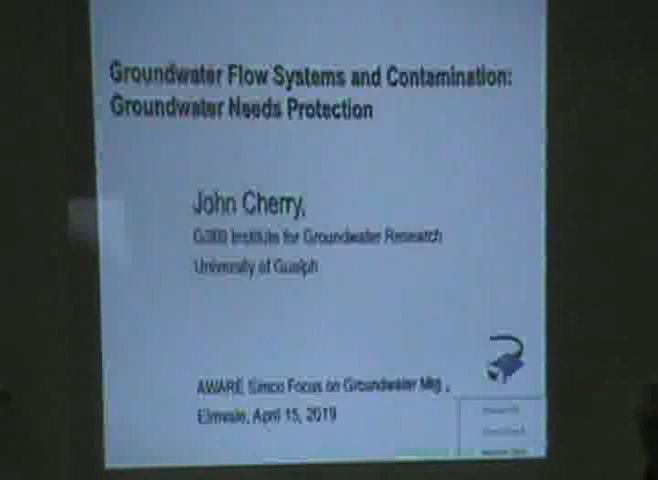 Groundwater Flow Systems and Contamination:
Groundwater Needs Protection
John Cherry,
G360 Institute for Groundwater Research
University of Guelph
AWARE Simco Focus on Groundwater Mtg ,
Elmvale, April 15, 2019